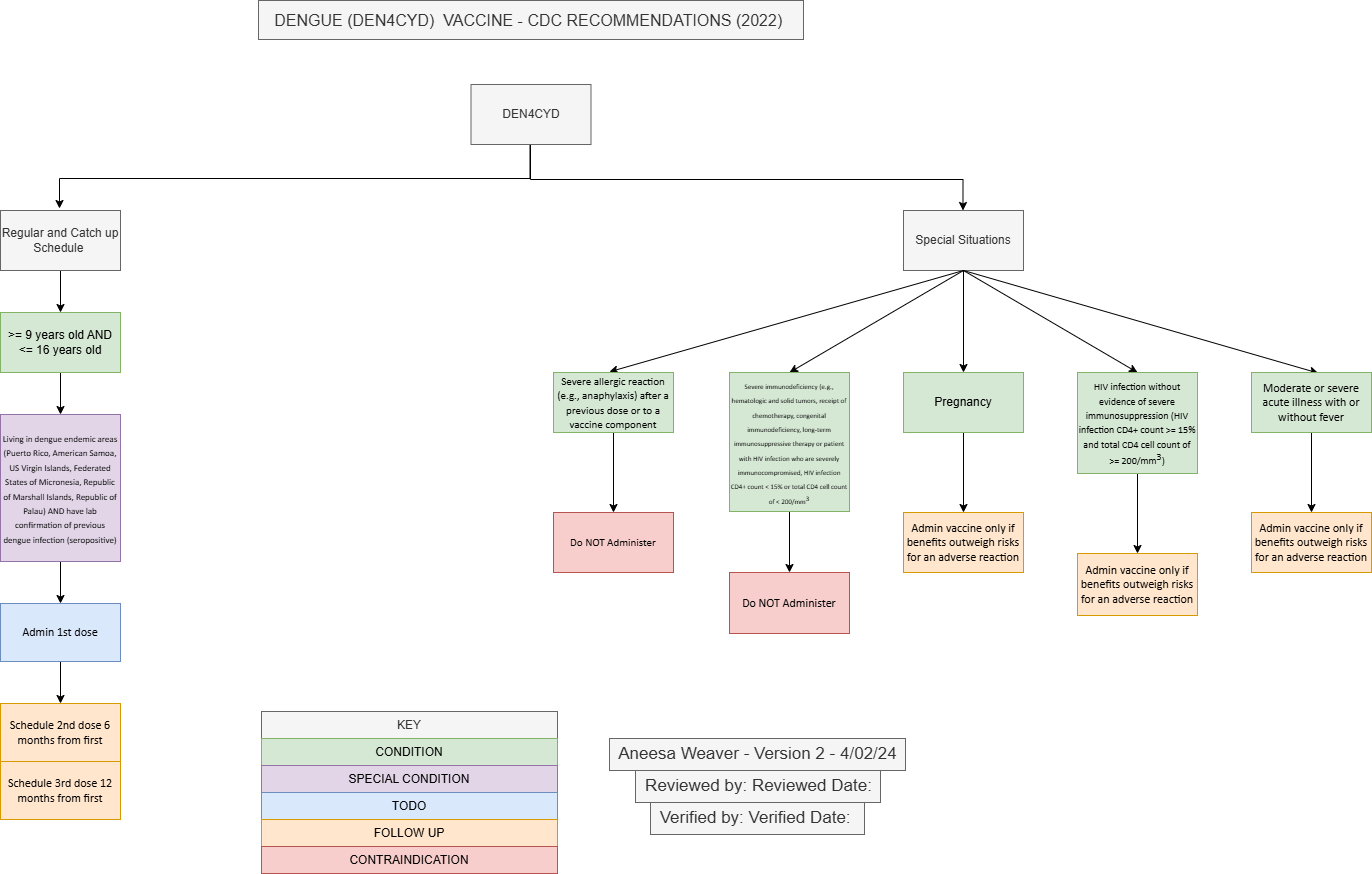 DENGUE (DEN4CYD)  VACCINE - CDC RECOMMENDATIONS (2022)
DEN4CYD
Regular and Catch up
Schedule
>= 9 years old AND
<= 16 years old
Living in dengue endemic areas
(Puerto Rico, American Samoa,
US Virgin Islands, Federated
States of Micronesia, Republic
of Marshall Islands, Republic of
Palau) AND have lab
confirmation of previous
dengue infection (seropositive)
Admin 1st dose
Schedule 2nd dose 6
months from first
Schedule 3rd dose 12
months from first
Special Situations
Severe allergic reaction
(e.g., anaphylaxis) after a
previous dose or to a
vaccine component
Do NOT Administer
Severe immunodeficiency (e.g.,
hematologic and solid tumors, receipt of
chemotherapy, congenital
immunodeficiency, long-term
immunosuppressive therapy or patient
with HIV infection who are severely
immunocompromised, HIV infection
CD4+ count < 15% or total CD4 cell count
of < 200/mm³
Do NOT Administer
Pregnancy
Admin vaccine only if
benefits outweigh risks
for an adverse reaction
HIV infection without
evidence of severe
immunosuppression (HIV
infection CD4+ count >= 15%
and total CD4 cell count of
>= 200/mm³)
Admin vaccine only if
benefits outweigh risks
for an adverse reaction
Moderate or severe
acute illness with or
without fever
Admin vaccine only if
benefits outweigh risks
for an adverse reaction
KEY
CONDITION
SPECIAL CONDITION
TODO
FOLLOW UP
CONTRAINDICATION
Aneesa Weaver - Version 2 - 4/02/24
Reviewed by: Reviewed Date:
Verified by: Verified Date: